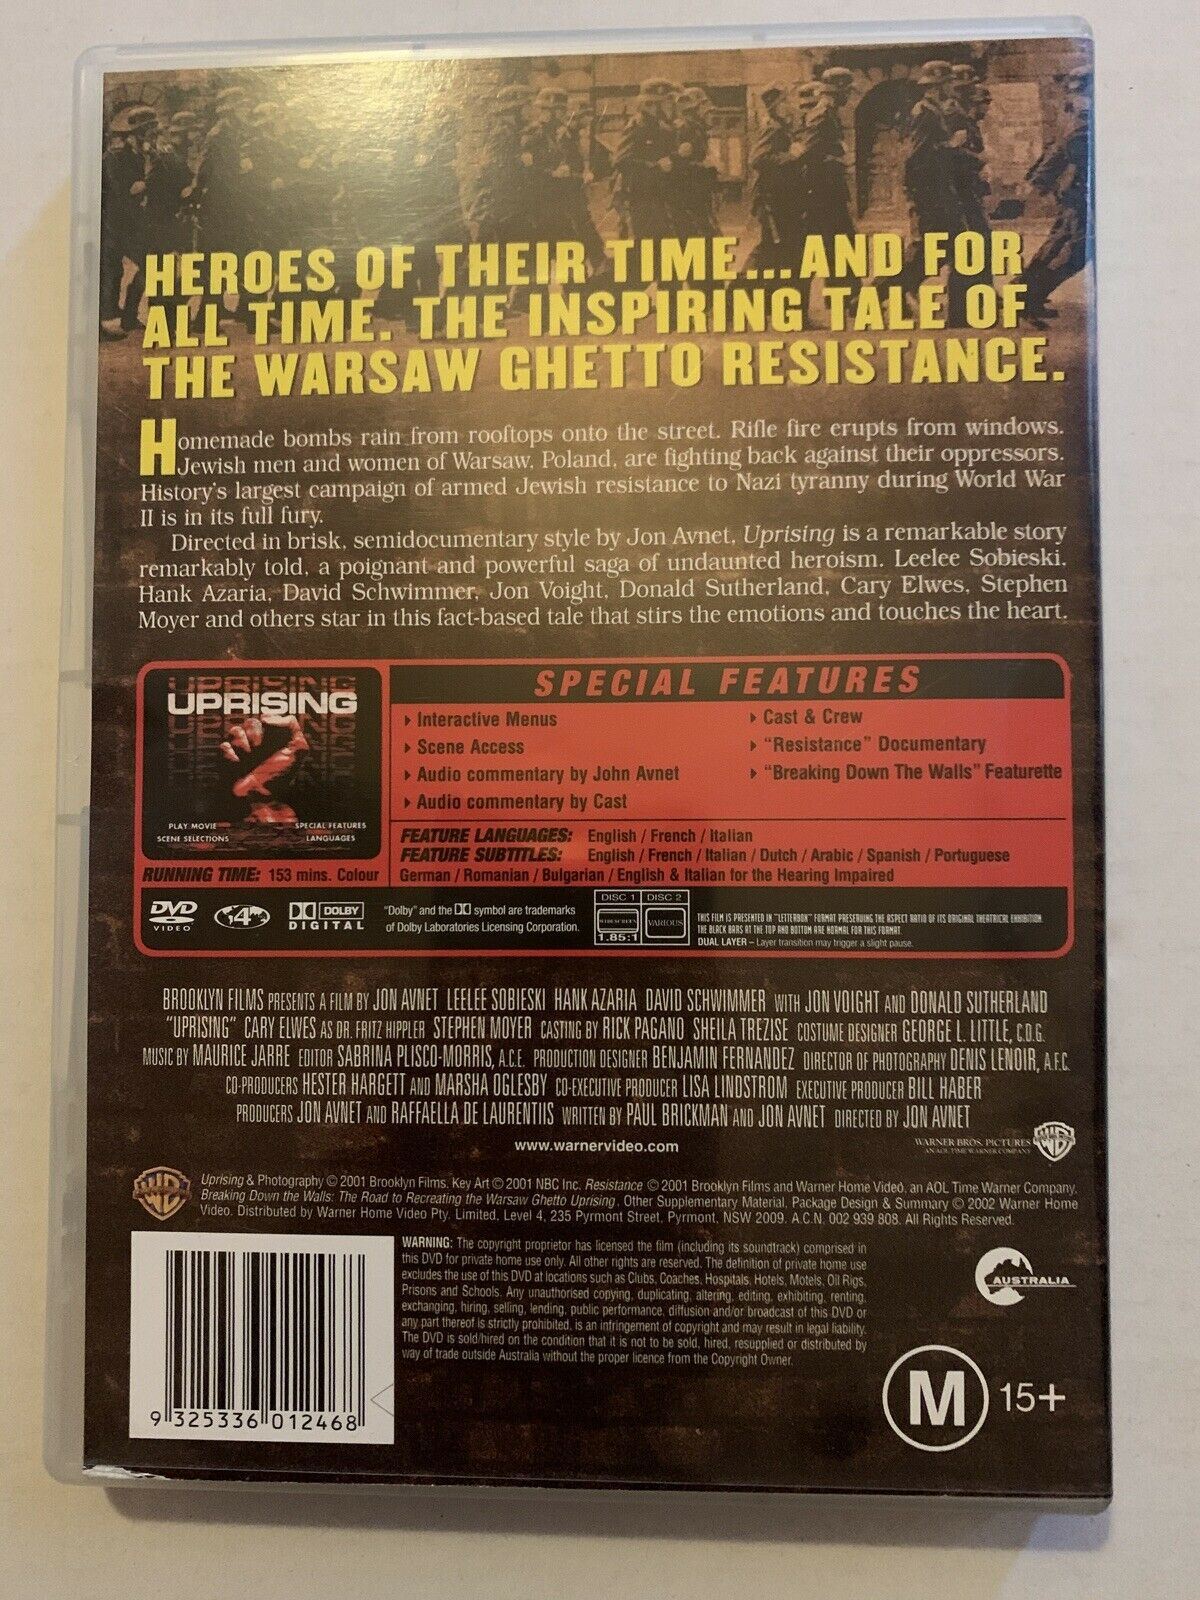 HEROES OF THEIR TIME...AND FOR
ALL TIME. THE INSPIRING TALE OF
THE WARSAW GHETTO RESISTANCE.
Homemade bombs rain from rooftops onto the street. Rifle fire erupts from windows.
Jewish men and women of Warsaw, Poland, are fighting back against their oppressors.
History's largest campaign of armed Jewish resistance to Nazi tyranny during World War
II is in its full fury.
Directed in brisk, semidocumentary style by Jon Avnet, Uprising is a remarkable story
remarkably told, a poignant and powerful saga of undaunted heroism. Leelee Sobieski,
Hank Azaria, David Schwimmer, Jon Voight, Donald Sutherland, Cary Elwes, Stephen
Moyer and others star in this fact-based tale that stirs the emotions and touches the heart.
UPRISING
UPRISING
PLAY MOVIE
SPECIAL FEATURES
SCENE SELECTIONS
LANGUAGES
RUNNING TIME: 153 mins. Colour
SPECIAL FEATURES
Interactive Menus
Scene Access
Audio commentary by John Avnet
Audio commentary by Cast
Cast & Crew
"Resistance" Documentary
"Breaking Down The Walls" Featurette
FEATURE LANGUAGES: English / French / Italian
FEATURE SUBTITLES: English / French / Italian / Dutch / Arabic / Spanish / Portuguese
German / Romanian / Bulgarian / English & Italian for the Hearing Impaired
DVD
VIDEO
4
DOLBY
DIGITAL
"Dolby" and the DD symbol are trademarks
of Dolby Laboratories Licensing Corporation.
DISC 1
DISC 2
WIDESCREEN
VARIOUS
1.85:1
THIS FILM IS PRESENTED IN "LETTERBOX" FORMAT PRESERVING THE ASPECT RATIO OF ITS ORIGINAL THEATRICAL EXHIBITION.
THE BLACK BARS AT THE TOP AND BOTTOM ARE NORMAL FOR THIS FORMAT.
DUAL LAYER – Layer transition may trigger a slight pause.
BROOKLYN FILMS PRESENTS A FILM BY JON AVNET LEELEE SOBIESKI HANK AZARIA DAVID SCHWIMMER WITH JON VOIGHT AND DONALD SUTHERLAND
"UPRISING" CARY ELWES AS DR. FRITZ HIPPLER STEPHEN MOYER CASTING BY RICK PAGANO SHEILA TREZISE COSTUME DESIGNER GEORGE L. LITTLE, C.D.G.
MUSIC BY MAURICE JARRE EDITOR SABRINA PLISCO-MORRIS, A.C.E. PRODUCTION DESIGNER BENJAMIN FERNANDEZ DIRECTOR OF PHOTOGRAPHY DENIS LENOIR, A.F.C.
CO-PRODUCERS HESTER HARGETT AND MARSHA OGLESBY CO-EXECUTIVE PRODUCER LISA LINDSTROM EXECUTIVE PRODUCER BILL HABER
PRODUCERS JON AVNET AND RAFFAELLA DE LAURENTIIS WRITTEN BY PAUL BRICKMAN AND JON AVNET DIRECTED BY JON AVNET
www.warnervideo.com
WARNER BROS. PICTURES
AN AOL TIME WARNER COMPANY
WB
WB
Uprising & Photography © 2001 Brooklyn Films. Key Art © 2001 NBC Inc. Resistance © 2001 Brooklyn Films and Warner Home Video, an AOL Time Warner Company.
Breaking Down the Walls: The Road to Recreating the Warsaw Ghetto Uprising, Other Supplementary Material, Package Design & Summary © 2002 Warner Home
Video. Distributed by Warner Home Video Pty. Limited, Level 4, 235 Pyrmont Street, Pyrmont, NSW 2009. A.C.N. 002 939 808. All Rights Reserved.
WARNING: The copyright proprietor has licensed the film (including its soundtrack) comprised in
this DVD for private home use only. All other rights are reserved. The definition of private home use
excludes the use of this DVD at locations such as Clubs, Coaches, Hospitals, Hotels, Motels, Oil Rigs,
Prisons and Schools. Any unauthorised copying, duplicating, altering, editing, exhibiting, renting,
exchanging, hiring, selling, lending, public performance, diffusion and/or broadcast of this DVD or
any part thereof is strictly prohibited, is an infringement of copyright and may result in legal liability.
The DVD is sold/hired on the condition that it is not to be sold, hired, resupplied or distributed by
way of trade outside Australia without the proper licence from the Copyright Owner.
AUSTRALIA
M 15+
9 325336 012468